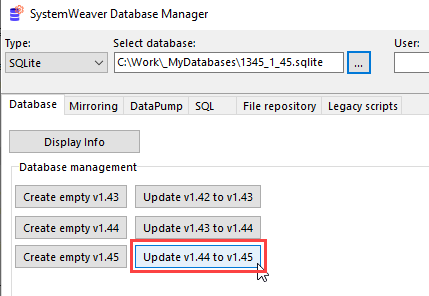 SystemWeaver Database Manager
Type: Select database: User:
SQLite C:\Work\_MyDatabases\1345_1_45.sqlite ...
Database Mirroring DataPump SQL File repository Legacy scripts
Display Info
Database management
Create empty v1.43 Update v1.42 to v1.43
Create empty v1.44 Update v1.43 to v1.44
Create empty v1.45 Update v1.44 to v1.45